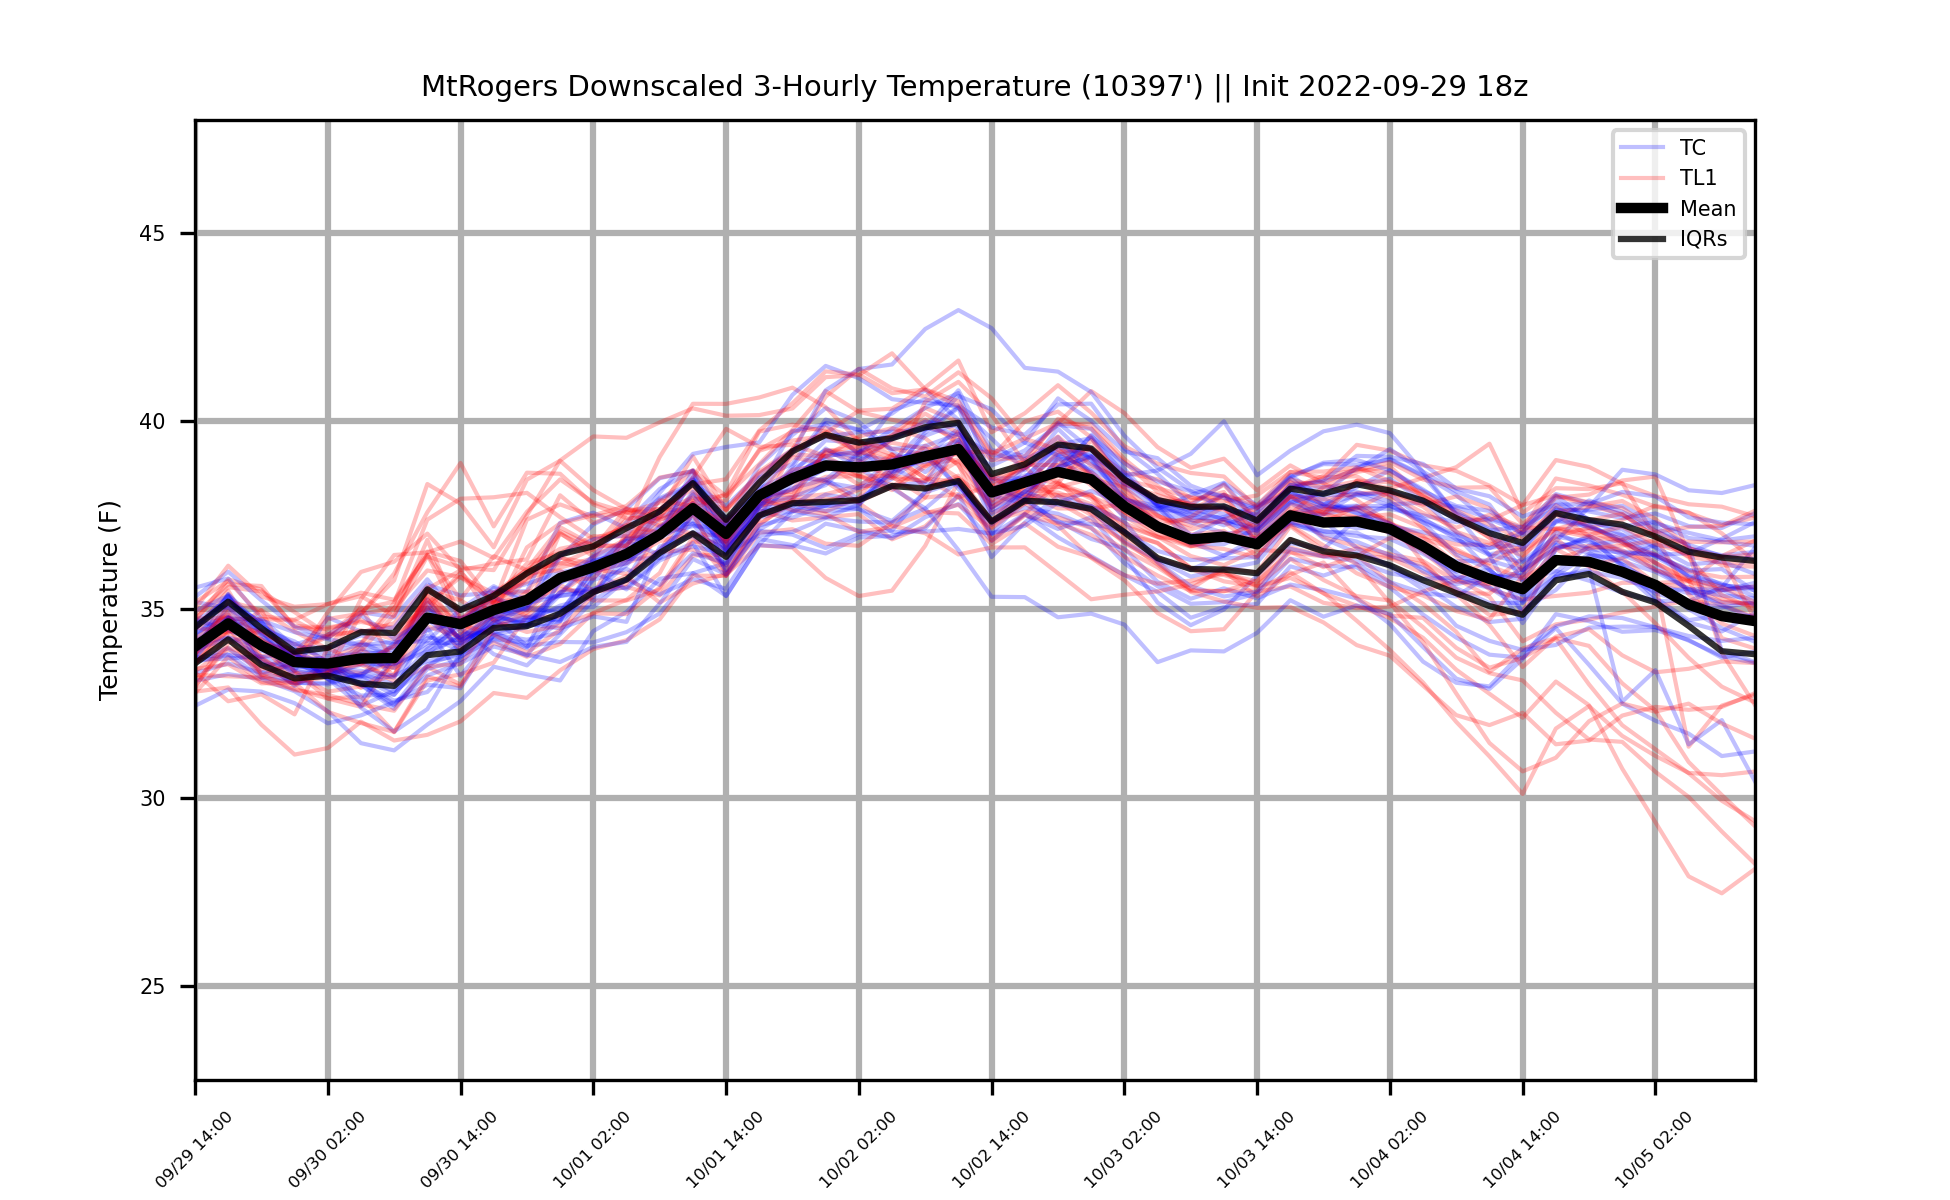 MtRogers Downscaled 3-Hourly Temperature (10397') || Init 2022-09-29 18z
TC
TL1
Mean
IQRs
Temperature (F)
45
40
35
30
25
09/29 14:00
09/30 02:00
09/30 14:00
10/01 02:00
10/01 14:00
10/02 02:00
10/02 14:00
10/03 02:00
10/03 14:00
10/04 02:00
10/04 14:00
10/05 02:00